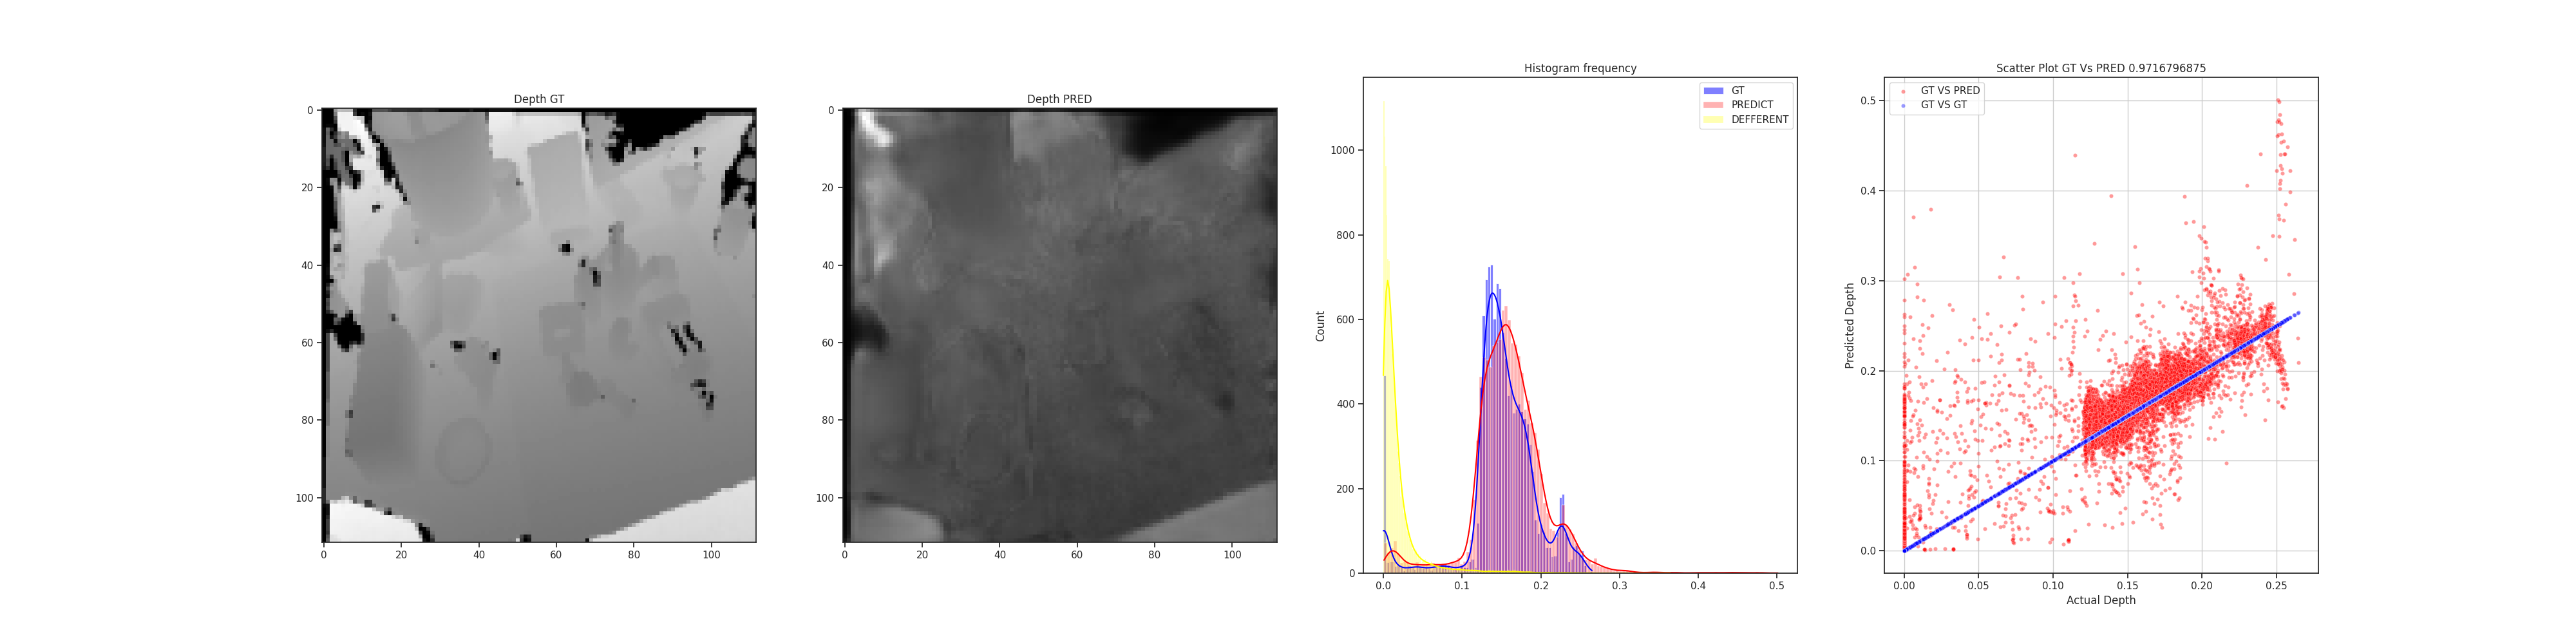 Depth GT
0
20
40
60
80
100
0 20 40 60 80 100
Depth PRED
0
20
40
60
80
100
0 20 40 60 80 100
Histogram frequency
GT
PREDICT
DEFFERENT
Count
1000
800
600
400
200
0
0.0 0.1 0.2 0.3 0.4 0.5
Scatter Plot GT Vs PRED 0.9716796875
GT VS PRED
GT VS GT
Predicted Depth
0.5
0.4
0.3
0.2
0.1
0.0
0.00 0.05 0.10 0.15 0.20 0.25
Actual Depth